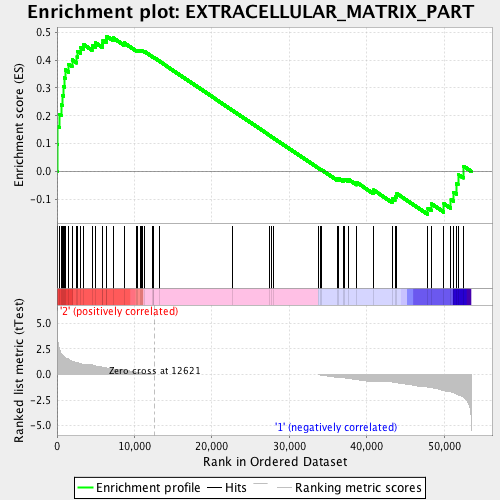 Enrichment plot: EXTRACELLULAR_MATRIX_PART
Enrichment score (ES)
0.5
0.4
0.3
0.2
0.1
0.0
-0.1
'2' (positively correlated)
Ranked list metric (tTest)
5.0
2.5
0.0
-2.5
-5.0
Zero cross at 12621
'1' (negatively correlated)
0 10,000 20,000 30,000 40,000 50,000
Rank in Ordered Dataset
Enrichment profile Hits Ranking metric scores